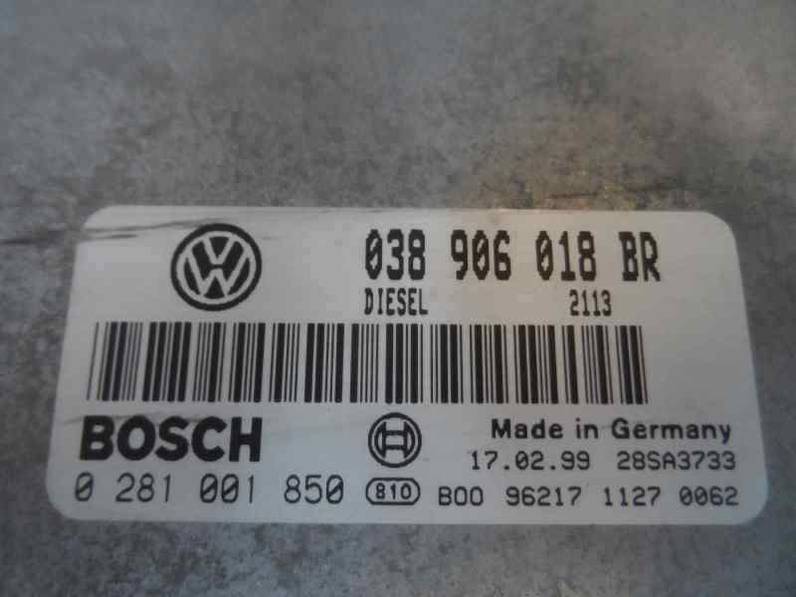 VW 038 906 018 BR
DIESEL 2113
BOSCH Made in Germany
17.02.99 28SA3733
0 281 001 850 810 B00 96217 1127 0062